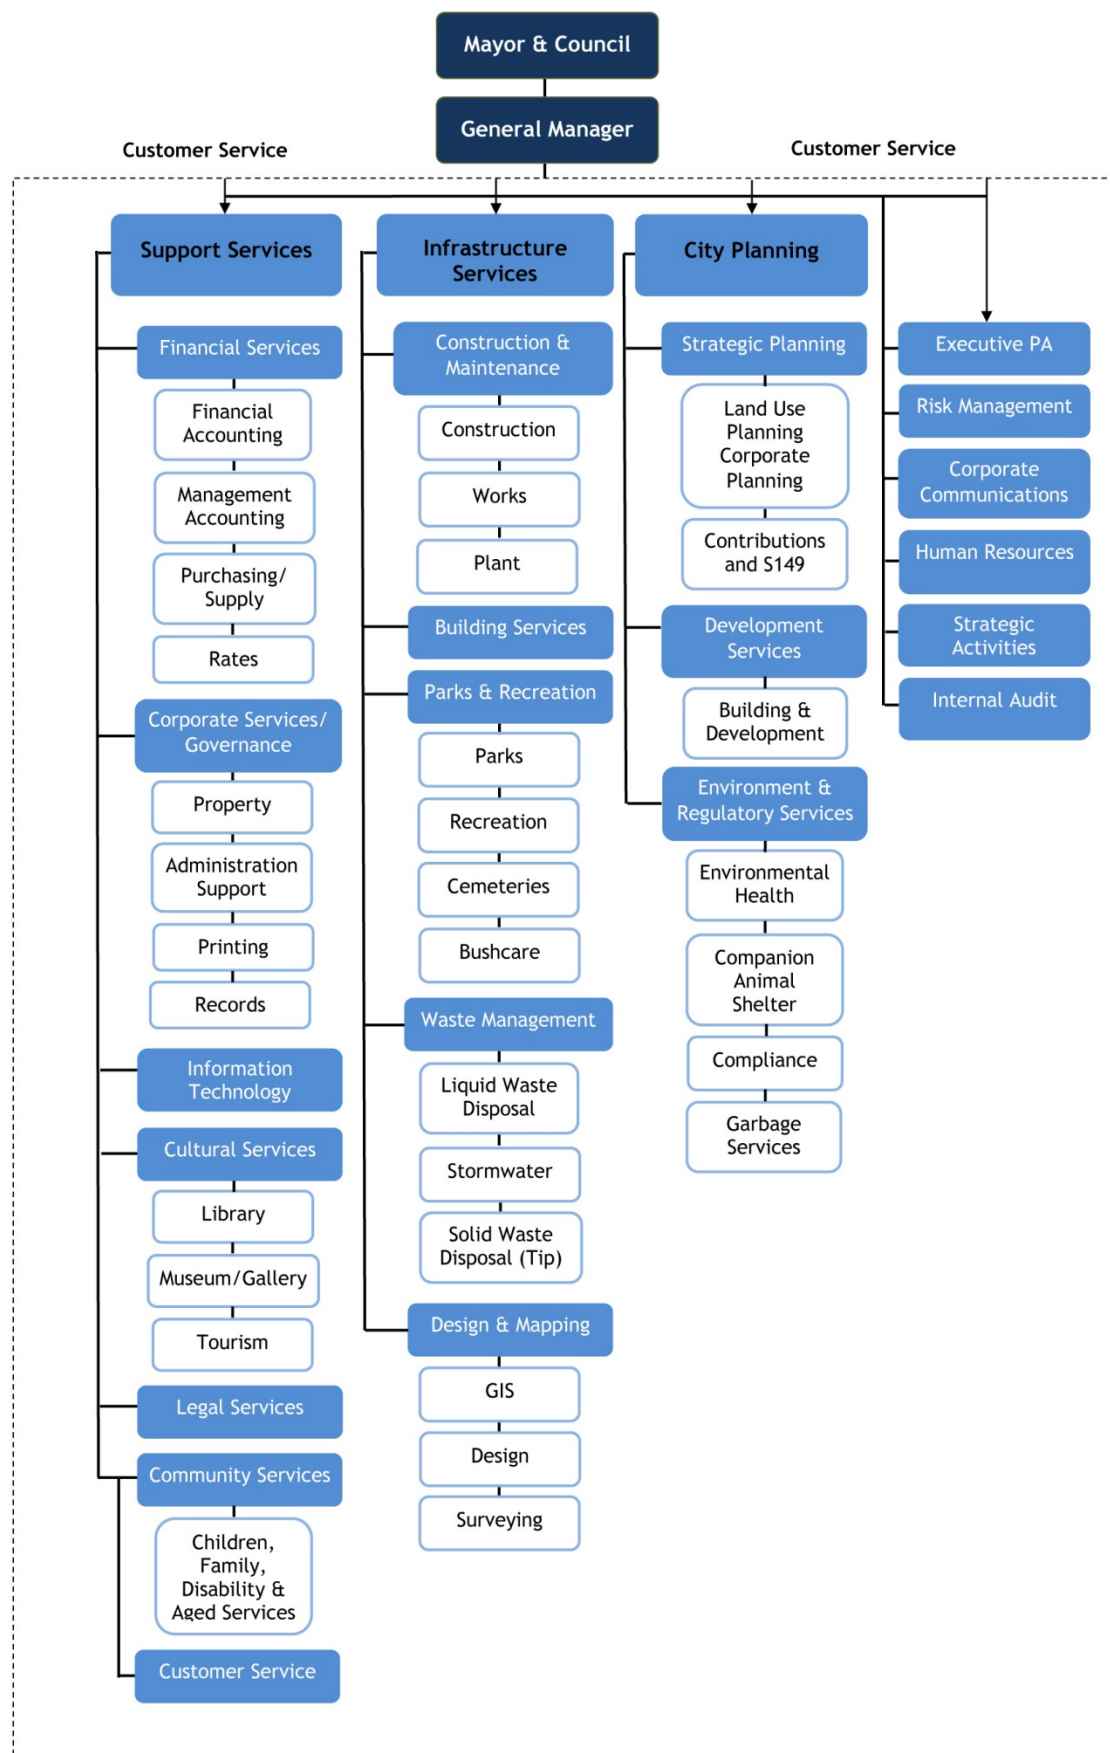 Mayor & Council
General Manager
Customer Service
Customer Service
Support Services
Financial Services
Financial
Accounting
Management
Accounting
Purchasing/
Supply
Rates
Corporate Services/
Governance
Property
Administration
Support
Printing
Records
Information
Technology
Cultural Services
Library
Museum/Gallery
Tourism
Legal Services
Community Services
Children,
Family,
Disability &
Aged Services
Customer Service
Infrastructure
Services
Construction &
Maintenance
Construction
Works
Plant
Building Services
Parks & Recreation
Parks
Recreation
Cemeteries
Bushcare
Waste Management
Liquid Waste
Disposal
Stormwater
Solid Waste
Disposal (Tip)
Design & Mapping
GIS
Design
Surveying
City Planning
Strategic Planning
Land Use
Planning
Corporate
Planning
Contributions
and S149
Development
Services
Building &
Development
Environment &
Regulatory Services
Environmental
Health
Companion
Animal
Shelter
Compliance
Garbage
Services
Executive PA
Risk Management
Corporate
Communications
Human Resources
Strategic
Activities
Internal Audit